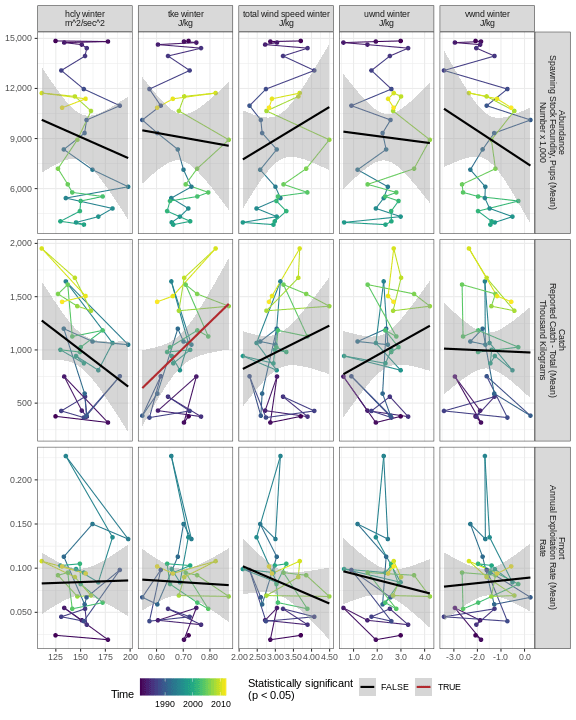 hdy winter
m^2/sec^2
tke winter
J/kg
total wind speed winter
J/kg
uwnd winter
J/kg
vwnd winter
J/kg
15,000
12,000
9,000
6,000
Abundance
Spawning Stock Fecundity, Pups (Mean)
Number x 1,000
2,000
1,500
1,000
500
Catch
Reported Catch - Total (Mean)
Thousand Kilograms
0.200
0.150
0.100
0.050
Fmort
Annual Exploitation Rate (Mean)
Rate
125 150 175 200
0.60 0.70 0.80
2.00 2.50 3.00 3.50 4.00 4.50
1.0 2.0 3.0 4.0
-3.0 -2.0 -1.0 0.0
Time
1990 2000 2010
Statistically significant
(p < 0.05)
FALSE
TRUE